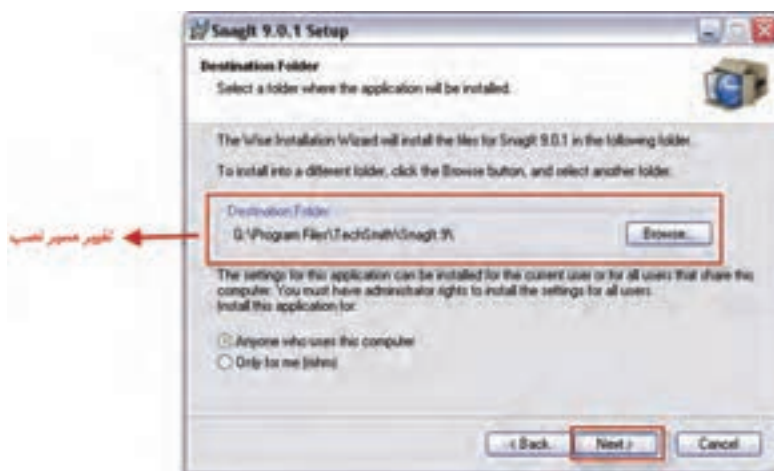 SnagIt 9.0.1 Setup
Destination Folder
Select a folder where the application will be installed.
The Wise Installation Wizard will install the files for SnagIt 9.0.1 in the following folder.
To install into a different folder, click the Browse button, and select another folder.
Destination Folder
G:\Program Files\TechSmith\SnagIt 9\
Browse...
تغییر مسیر نصب
The settings for this application can be installed for the current user or for all users that share this
computer. You must have administrator rights to install the settings for all users.
Install this application for:
Anyone who uses this computer
Only for me
< Back
Next >
Cancel